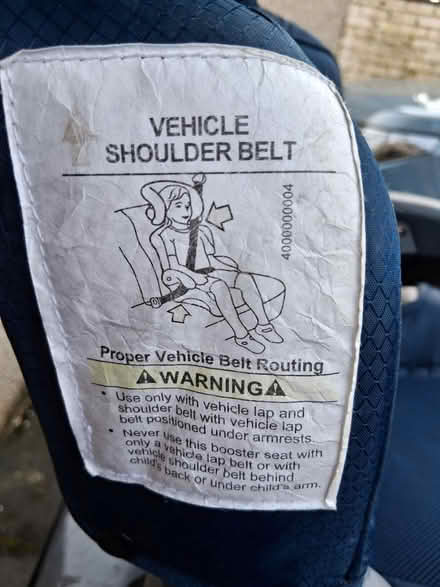 VEHICLE
SHOULDER BELT
4000000004
Proper Vehicle Belt Routing
WARNING
• Use only with vehicle lap and
shoulder belt with vehicle lap
belt positioned under armrests.
• Never use this booster seat with
only a vehicle lap belt or with
vehicle shoulder belt behind
child's back or under child's arm.